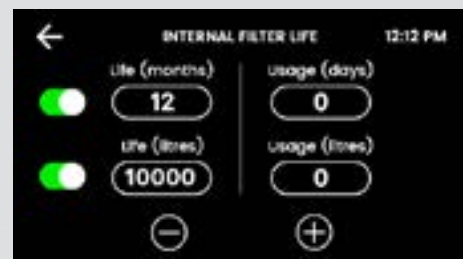 INTERNAL FILTER LIFE 12:12 PM
Life (months) Usage (days)
12 0
Life (litres) Usage (litres)
10000 0